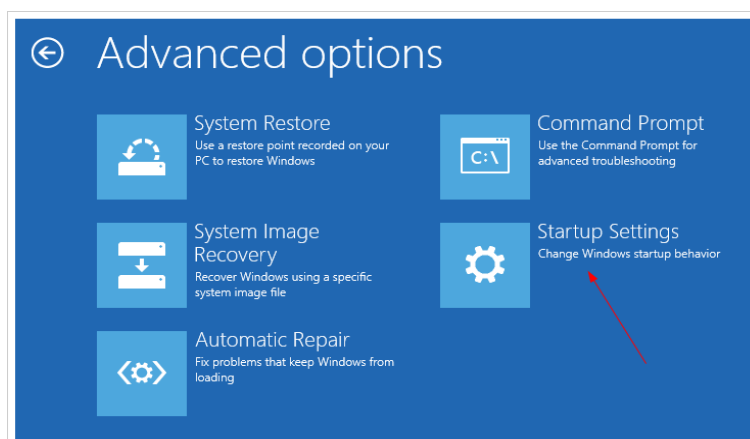 Advanced options
System Restore
Use a restore point recorded on your
PC to restore Windows
System Image
Recovery
Recover Windows using a specific
system image file
Automatic Repair
Fix problems that keep Windows from
loading
C:\
Command Prompt
Use the Command Prompt for
advanced troubleshooting
Startup Settings
Change Windows startup behavior